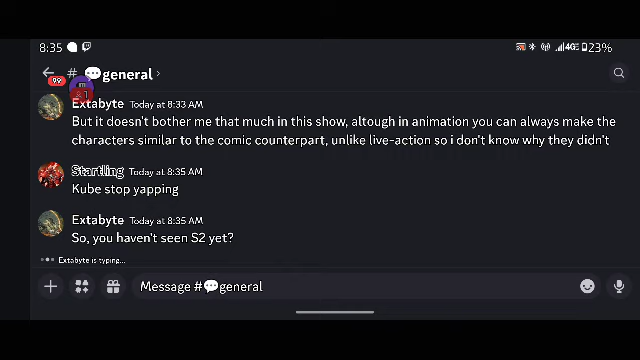 8:35 4G 23%
# 💬general ›
99
Extabyte Today at 8:33 AM
But it doesn't bother me that much in this show, altough in animation you can always make the
characters similar to the comic counterpart, unlike live-action so i don't know why they didn't
Startling Today at 8:35 AM
Kube stop yapping
Extabyte Today at 8:35 AM
So, you haven't seen S2 yet?
Extabyte is typing...
Message #💬general